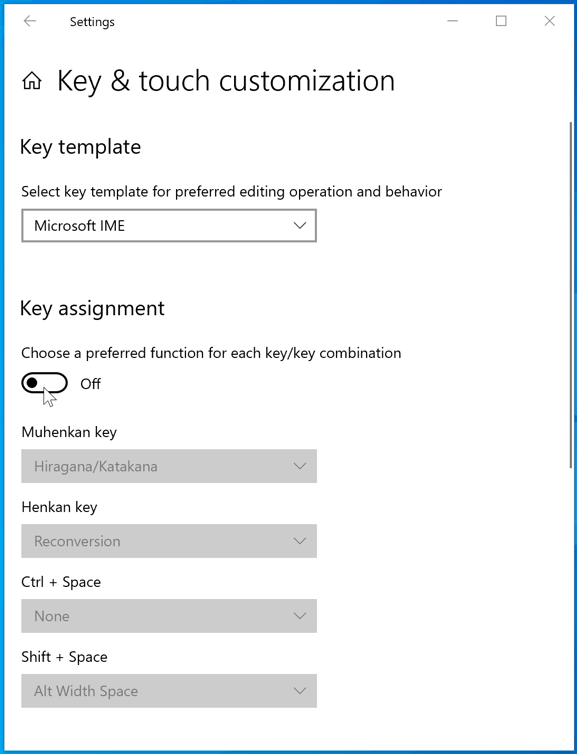 Settings
Key & touch customization
Key template
Select key template for preferred editing operation and behavior
Microsoft IME
Key assignment
Choose a preferred function for each key/key combination
Off
Muhenkan key
Hiragana/Katakana
Henkan key
Reconversion
Ctrl + Space
None
Shift + Space
Alt Width Space